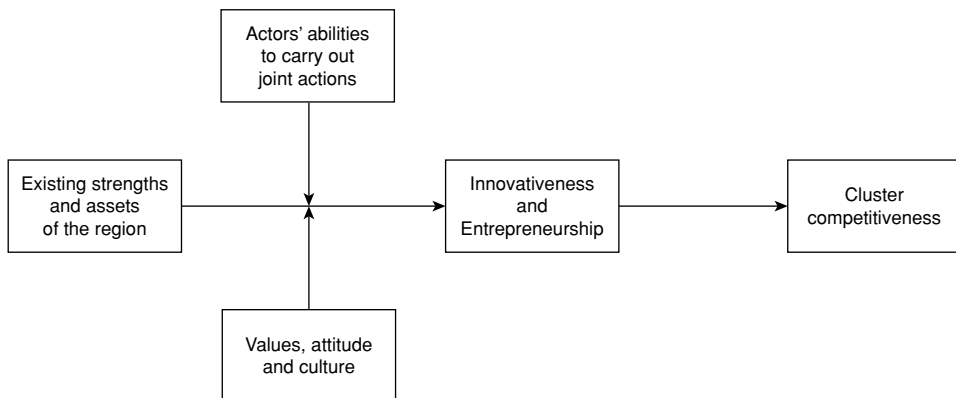 Actors' abilities
to carry out
joint actions
Existing strengths
and assets
of the region
Innovativeness
and
Entrepreneurship
Cluster
competitiveness
Values, attitude
and culture